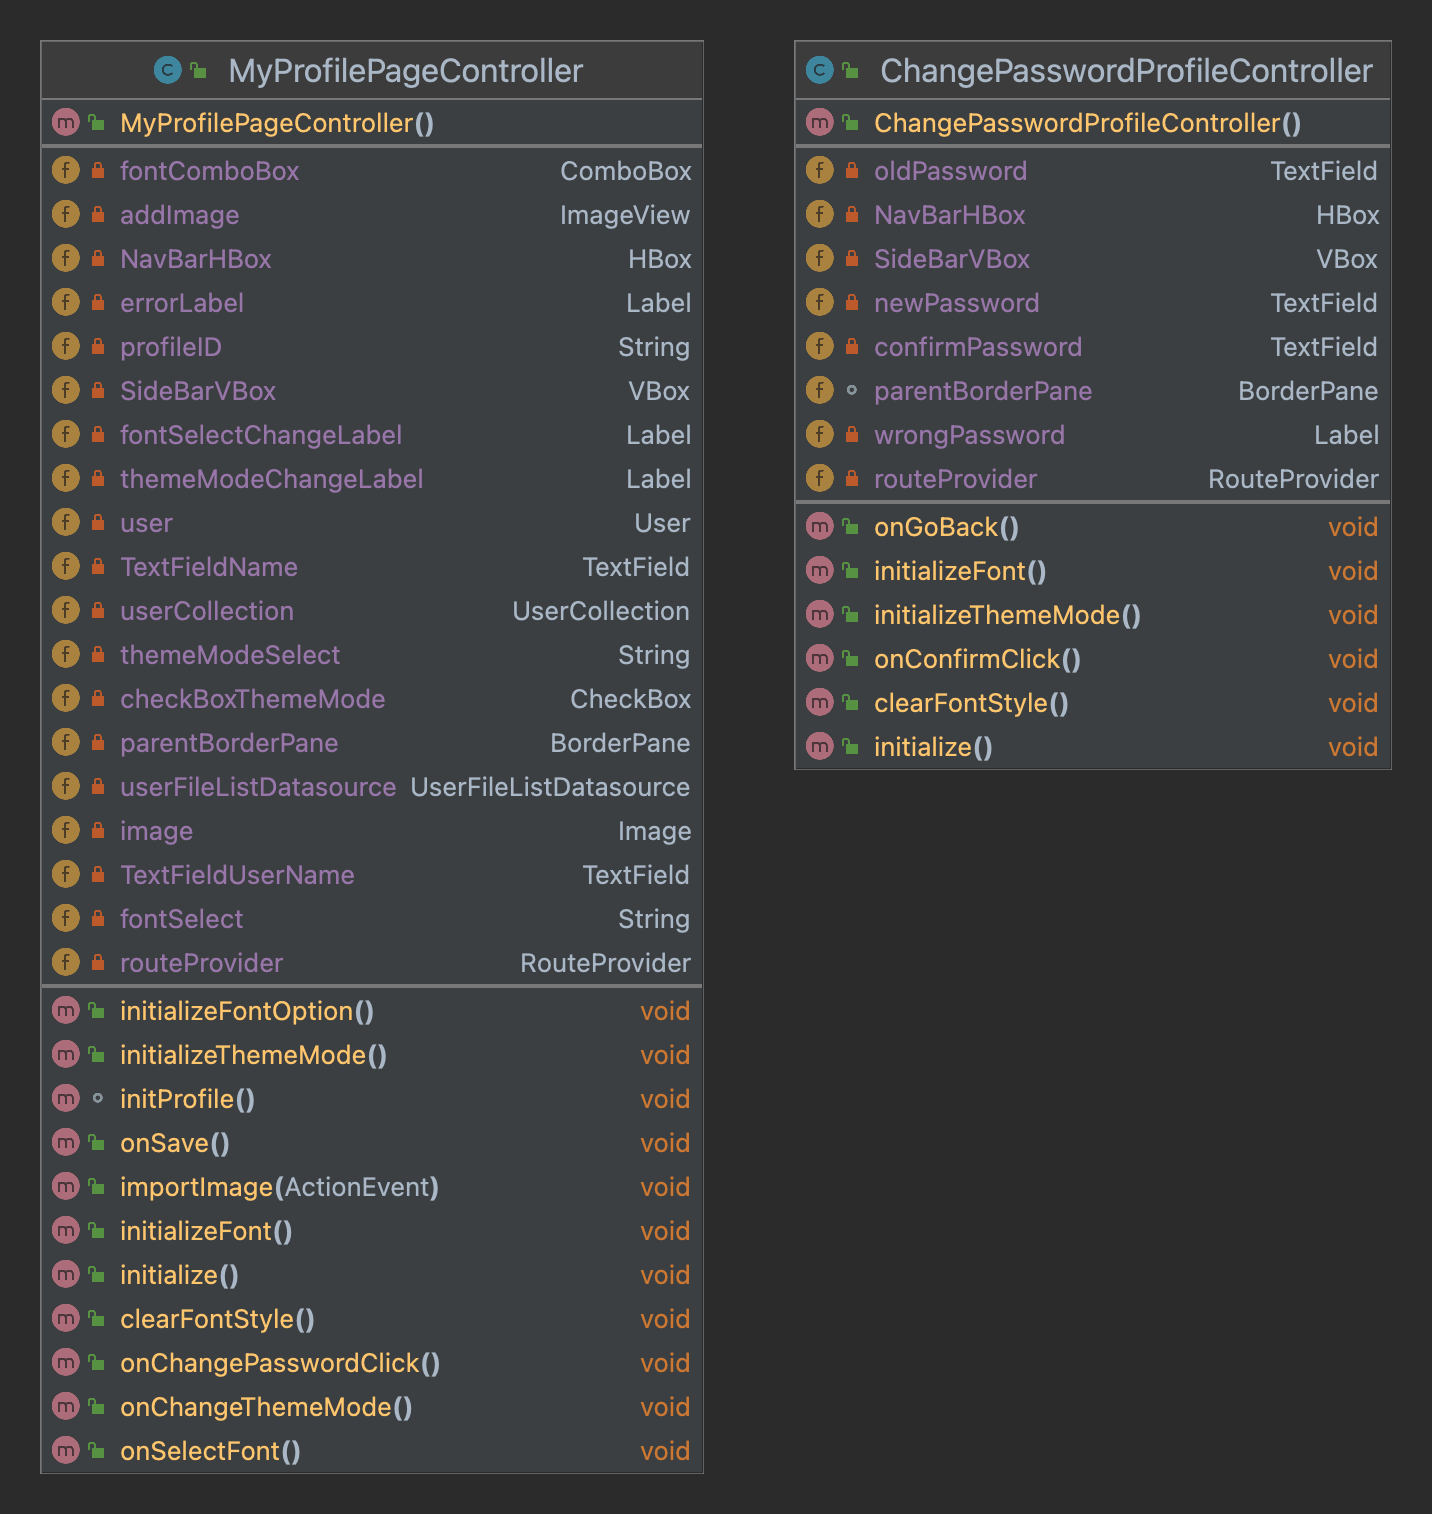 MyProfilePageController
MyProfilePageController()
fontComboBox ComboBox
addImage ImageView
NavBarHBox HBox
errorLabel Label
profileID String
SideBarVBox VBox
fontSelectChangeLabel Label
themeModeChangeLabel Label
user User
TextFieldName TextField
userCollection UserCollection
themeModeSelect String
checkBoxThemeMode CheckBox
parentBorderPane BorderPane
userFileListDatasource UserFileListDatasource
image Image
TextFieldUserName TextField
fontSelect String
routeProvider RouteProvider
initializeFontOption() void
initializeThemeMode() void
initProfile() void
onSave() void
importImage(ActionEvent) void
initializeFont() void
initialize() void
clearFontStyle() void
onChangePasswordClick() void
onChangeThemeMode() void
onSelectFont() void
ChangePasswordProfileController
ChangePasswordProfileController()
oldPassword TextField
NavBarHBox HBox
SideBarVBox VBox
newPassword TextField
confirmPassword TextField
parentBorderPane BorderPane
wrongPassword Label
routeProvider RouteProvider
onGoBack() void
initializeFont() void
initializeThemeMode() void
onConfirmClick() void
clearFontStyle() void
initialize() void